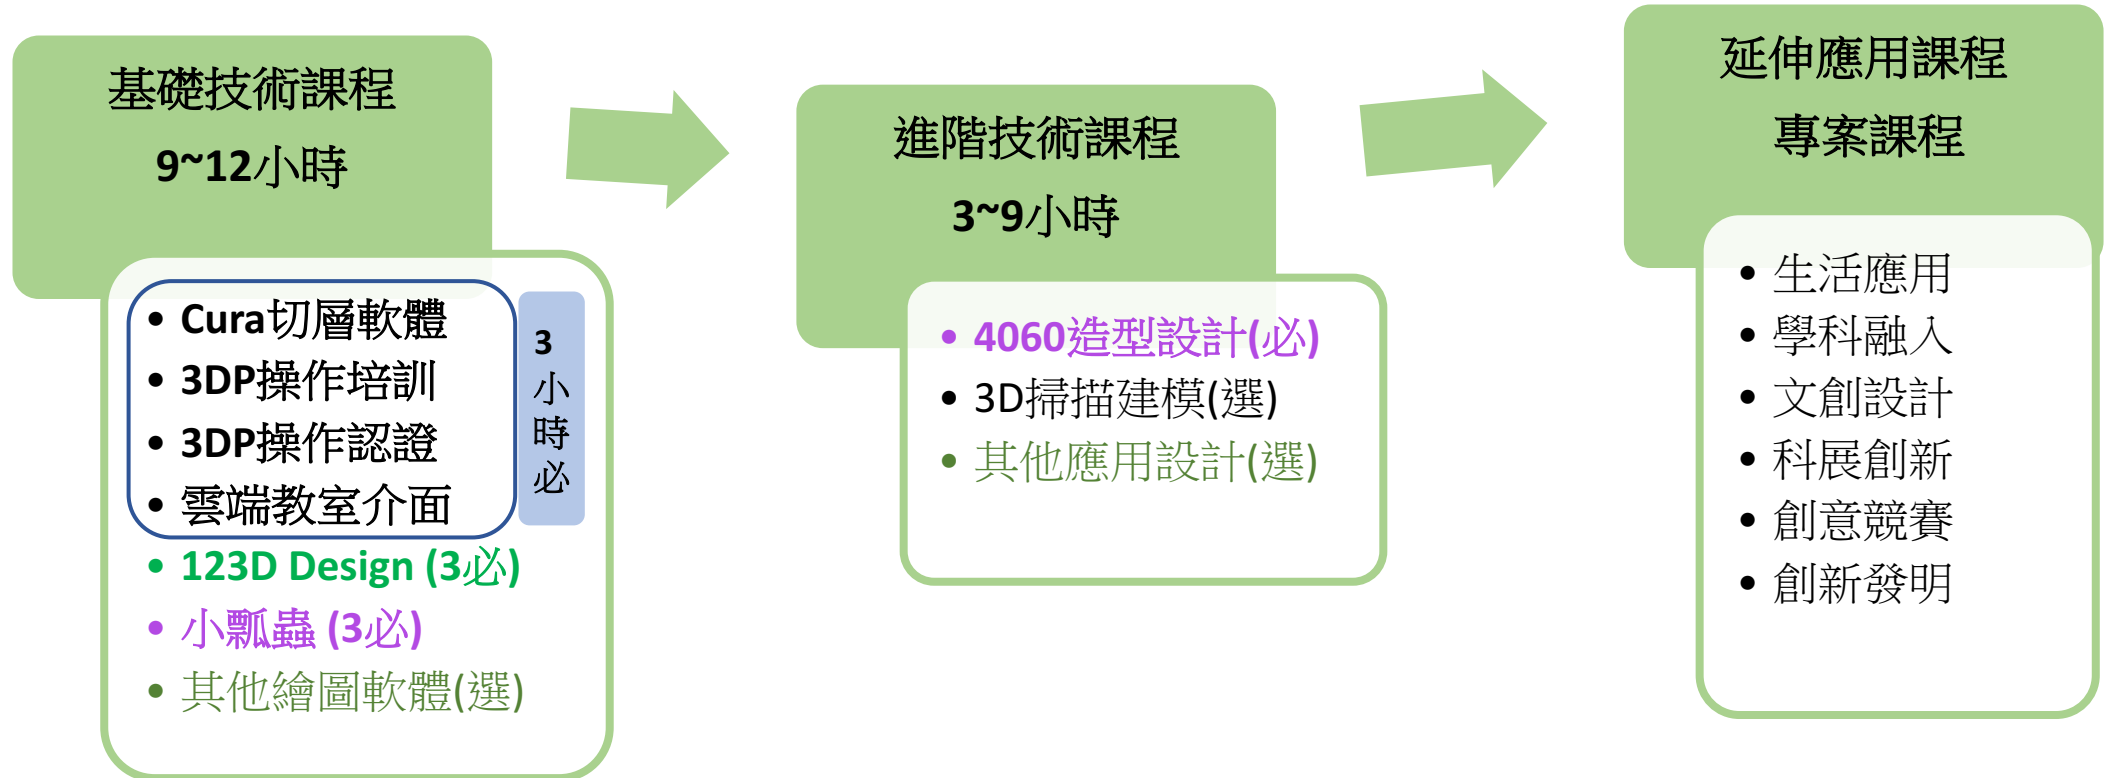 基礎技術課程
9~12小時
• Cura切層軟體
• 3DP操作培訓
• 3DP操作認證
• 雲端教室介面
3
小
時
必
• 123D Design (3必)
• 小瓢蟲 (3必)
• 其他繪圖軟體(選)
進階技術課程
3~9小時
• 4060造型設計(必)
• 3D掃描建模(選)
• 其他應用設計(選)
延伸應用課程
專案課程
• 生活應用
• 學科融入
• 文創設計
• 科展創新
• 創意競賽
• 創新發明